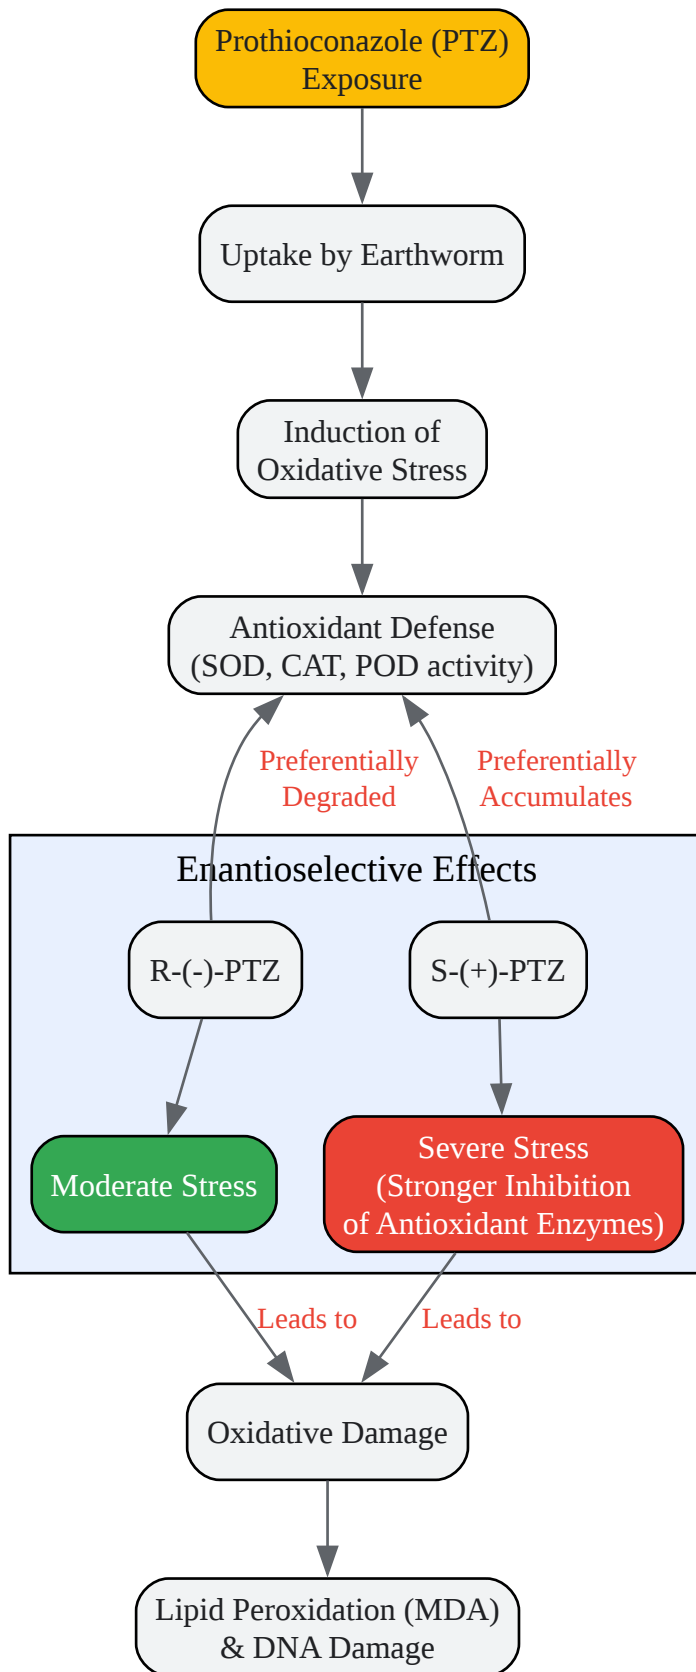 Prothioconazole (PTZ)
Exposure
Uptake by Earthworm
Induction of
Oxidative Stress
Antioxidant Defense
(SOD, CAT, POD activity)
Preferentially
Degraded
Preferentially
Accumulates
Enantioselective Effects
R-(-)-PTZ
S-(+)-PTZ
Moderate Stress
Severe Stress
(Stronger Inhibition
of Antioxidant Enzymes)
Leads to
Leads to
Oxidative Damage
Lipid Peroxidation (MDA)
& DNA Damage